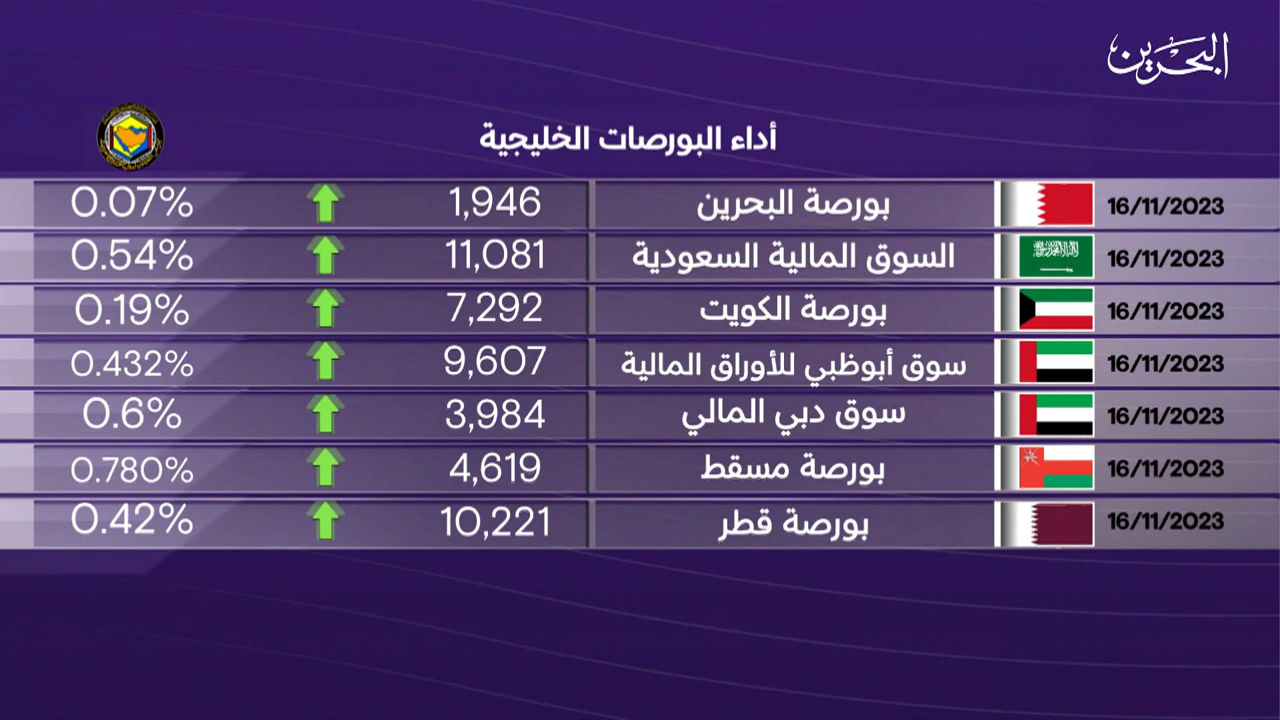 البحرين
أداء البورصات الخليجية
16/11/2023 بورصة البحرين 1,946 0.07%
16/11/2023 السوق المالية السعودية 11,081 0.54%
16/11/2023 بورصة الكويت 7,292 0.19%
16/11/2023 سوق أبوظبي للأوراق المالية 9,607 0.432%
16/11/2023 سوق دبي المالي 3,984 0.6%
16/11/2023 بورصة مسقط 4,619 0.780%
16/11/2023 بورصة قطر 10,221 0.42%